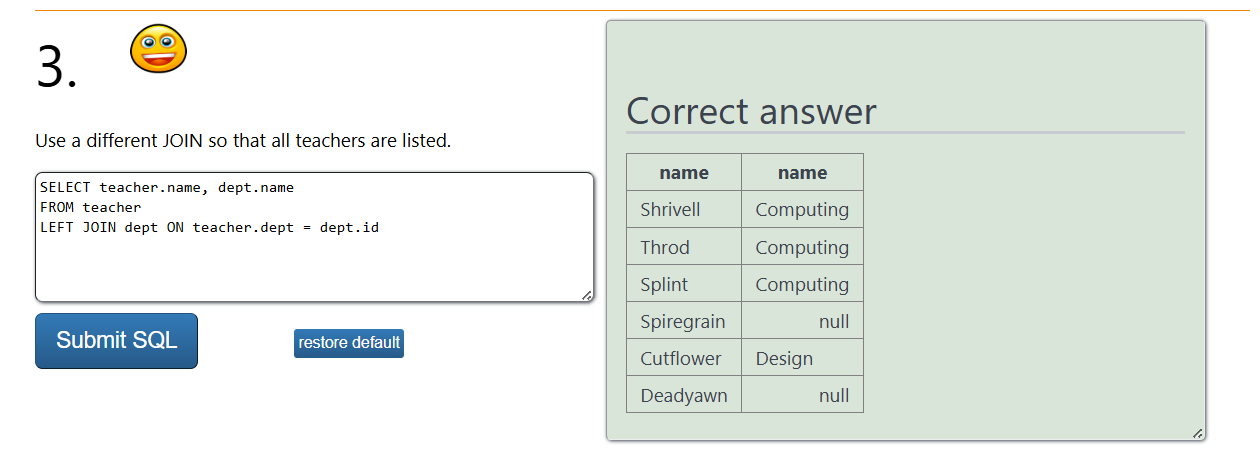 3.
Use a different JOIN so that all teachers are listed.
SELECT teacher.name, dept.name
FROM teacher
LEFT JOIN dept ON teacher.dept = dept.id
Submit SQL
restore default
Correct answer
name name
Shrivell Computing
Throd Computing
Splint Computing
Spiregrain null
Cutflower Design
Deadyawn null